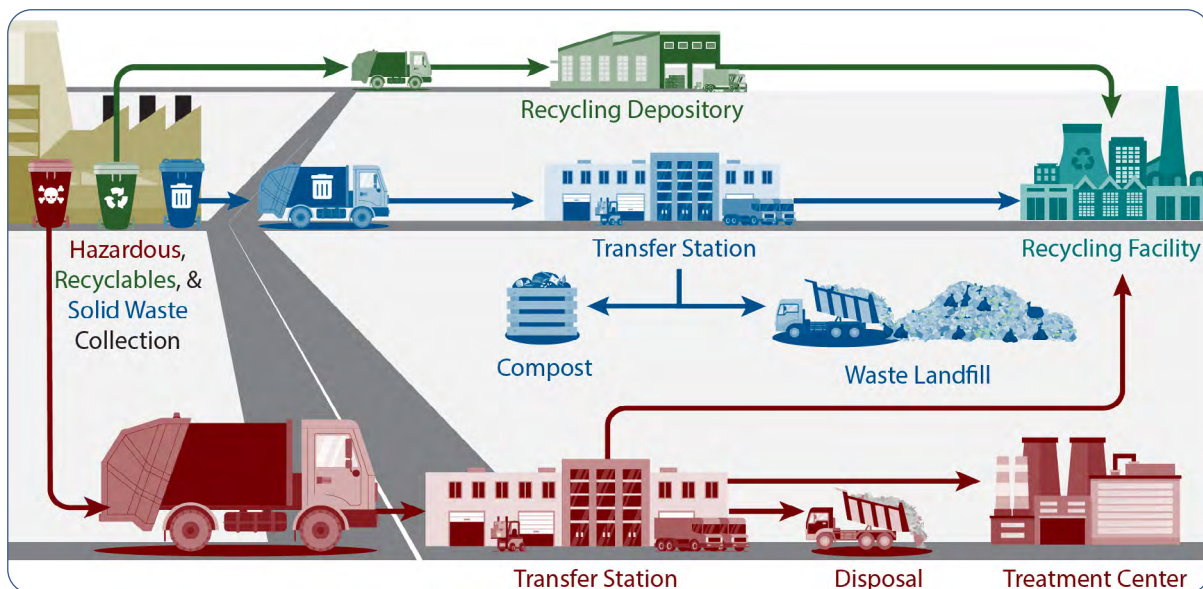 Recycling Depository
Hazardous,
Recyclables, &
Solid Waste
Collection
Transfer Station
Recycling Facility
Compost
Waste Landfill
Transfer Station
Disposal
Treatment Center